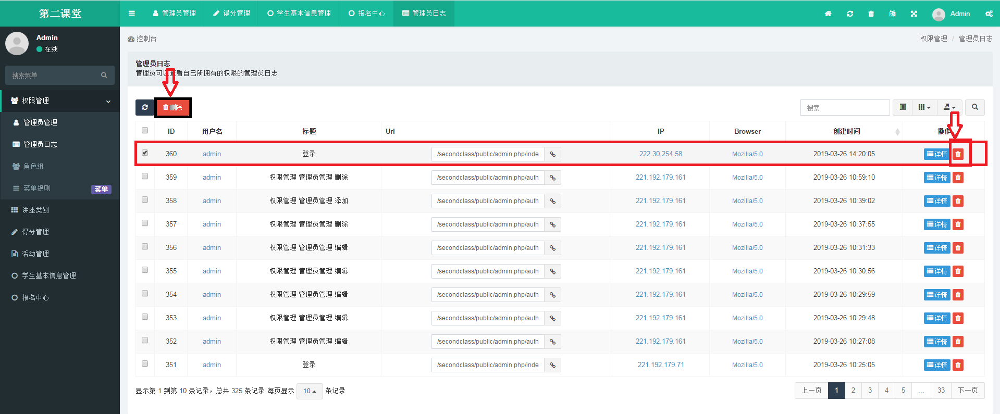 第二课堂
管理员管理
得分管理
学生基本信息管理
报名中心
管理员日志
Admin
Admin
在线
搜索菜单
权限管理
管理员管理
管理员日志
角色组
菜单规则 菜单
讲座类别
得分管理
活动管理
学生基本信息管理
报名中心
控制台
权限管理 / 管理员日志
管理员日志
管理员可以查看自己所拥有的权限的管理员日志
删除
搜索
ID 用户名 标题 Url IP Browser 创建时间 操作
360 admin 登录 /secondclass/public/admin.php/inde 222.30.254.58 Mozilla/5.0 2019-03-26 14:20:05 详情
359 admin 权限管理 管理员管理 删除 /secondclass/public/admin.php/auth 221.192.179.161 Mozilla/5.0 2019-03-26 10:59:10 详情
358 admin 权限管理 管理员管理 添加 /secondclass/public/admin.php/auth 221.192.179.161 Mozilla/5.0 2019-03-26 10:39:02 详情
357 admin 权限管理 管理员管理 删除 /secondclass/public/admin.php/auth 221.192.179.161 Mozilla/5.0 2019-03-26 10:37:55 详情
356 admin 权限管理 管理员管理 编辑 /secondclass/public/admin.php/auth 221.192.179.161 Mozilla/5.0 2019-03-26 10:31:33 详情
355 admin 权限管理 管理员管理 编辑 /secondclass/public/admin.php/auth 221.192.179.161 Mozilla/5.0 2019-03-26 10:30:56 详情
354 admin 权限管理 管理员管理 编辑 /secondclass/public/admin.php/auth 221.192.179.161 Mozilla/5.0 2019-03-26 10:29:59 详情
353 admin 权限管理 管理员管理 编辑 /secondclass/public/admin.php/auth 221.192.179.161 Mozilla/5.0 2019-03-26 10:29:48 详情
352 admin 权限管理 管理员管理 编辑 /secondclass/public/admin.php/auth 221.192.179.161 Mozilla/5.0 2019-03-26 10:27:08 详情
351 admin 登录 /secondclass/public/admin.php/inde 221.192.179.71 Mozilla/5.0 2019-03-26 10:25:05 详情
显示第 1 到第 10 条记录，总共 325 条记录 每页显示 10 条记录
上一页 1 2 3 4 5 ... 33 下一页